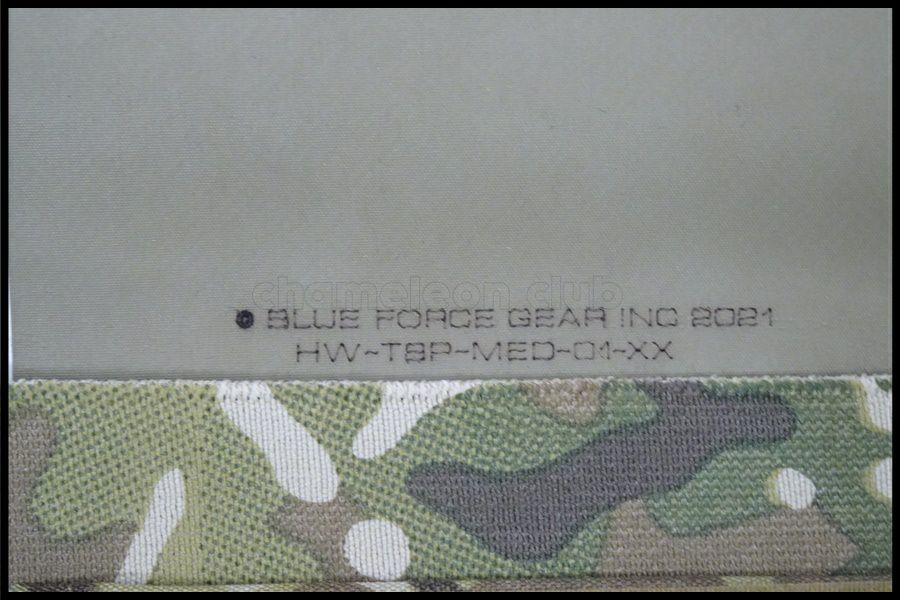 chameleon club
BLUE FORCE GEAR INC 2021
HW-TBP-MED-01-XX